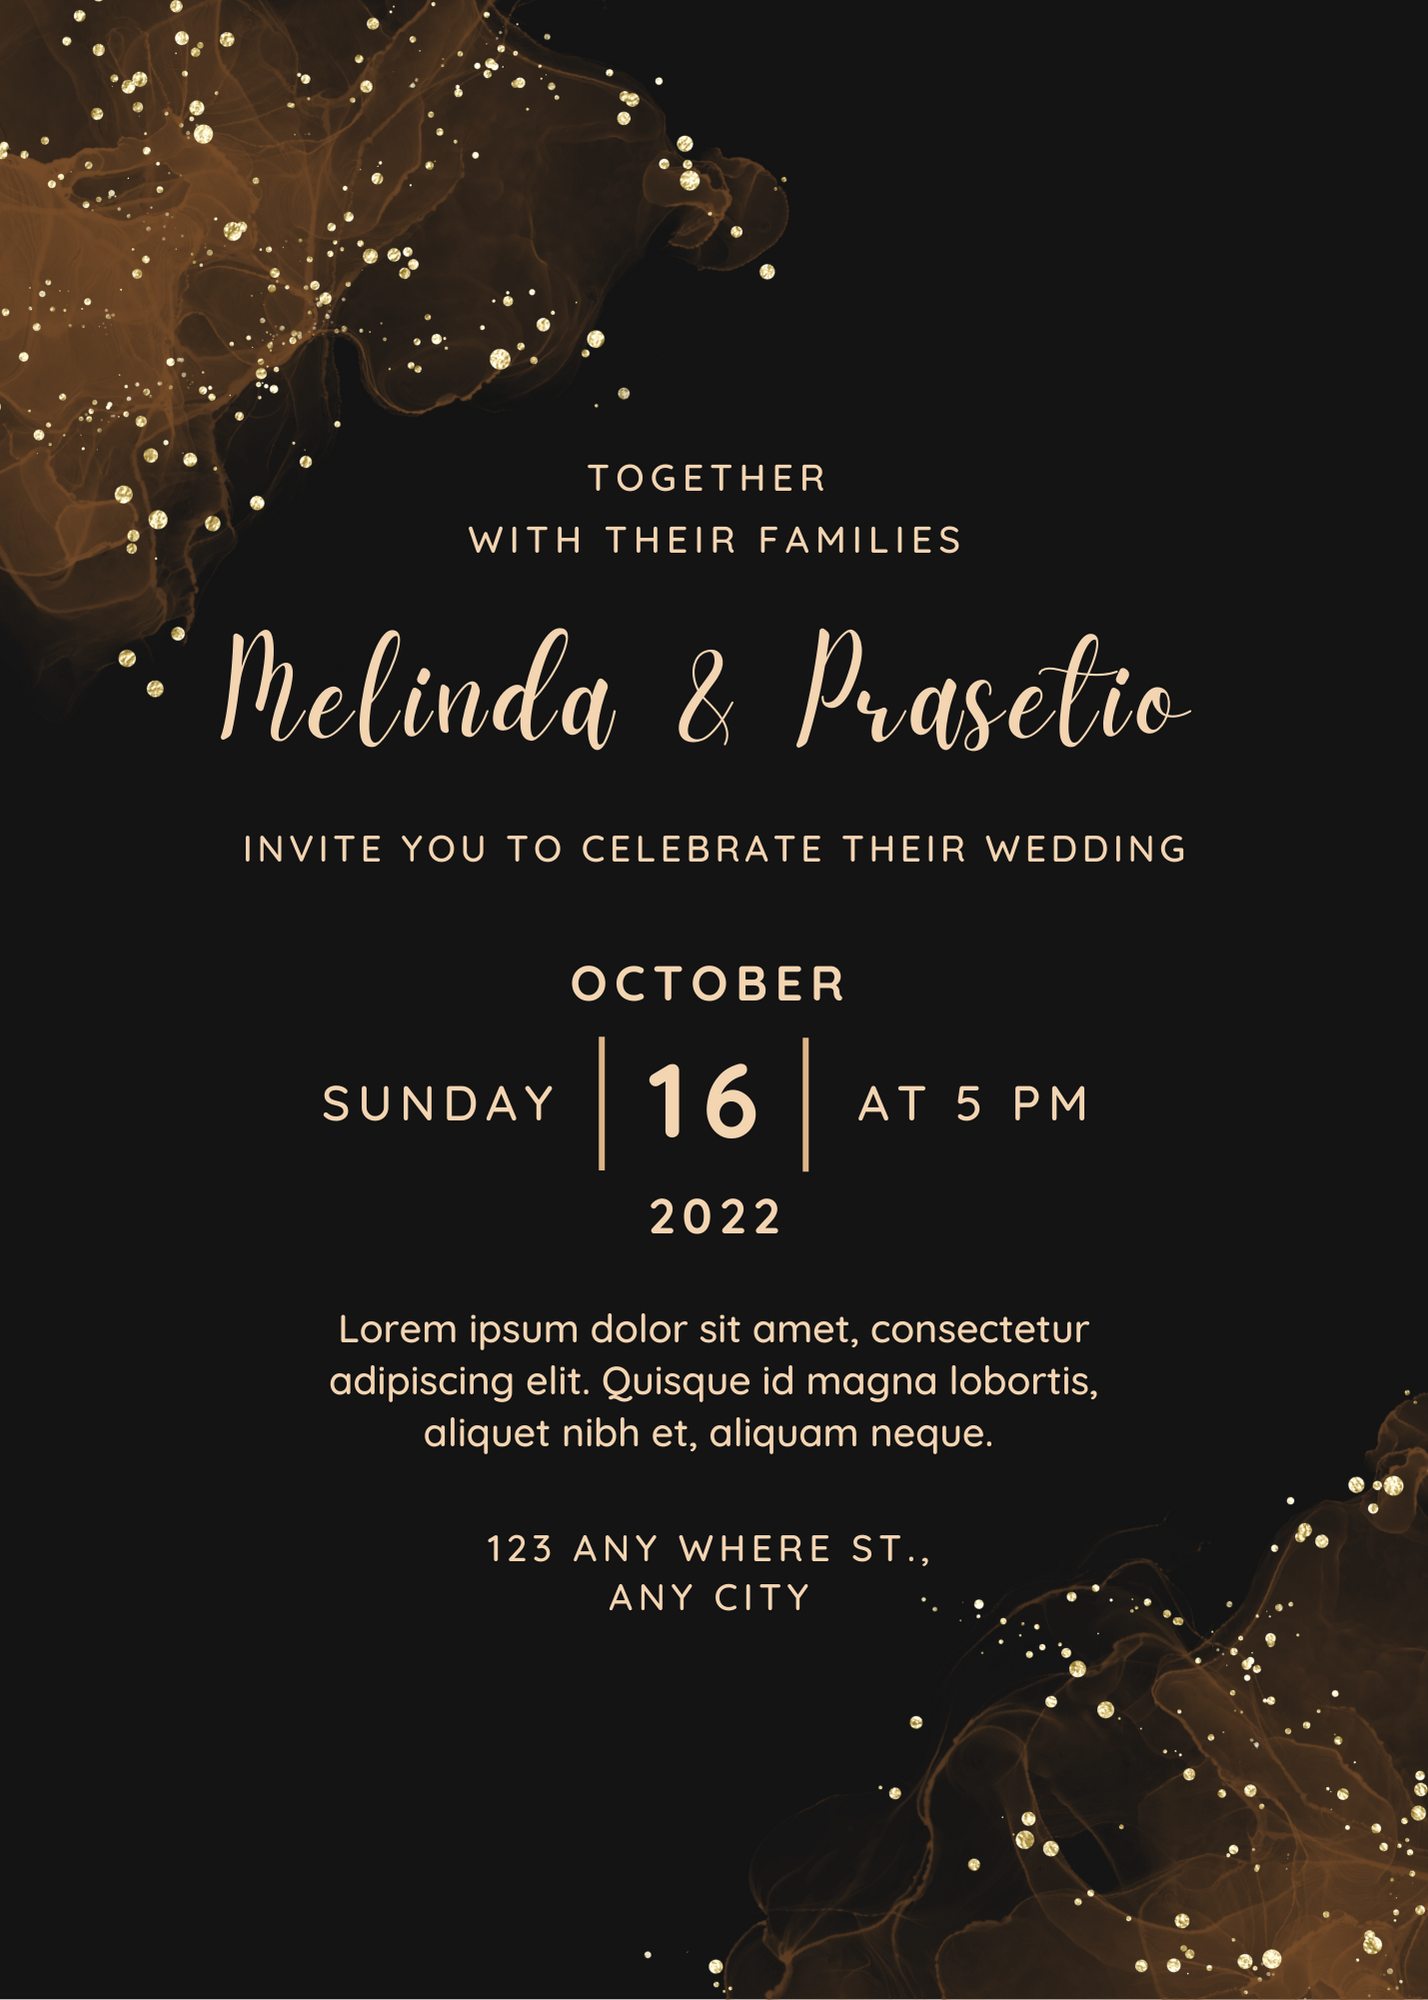 TOGETHER
WITH THEIR FAMILIES
Melinda & Prasetio
INVITE YOU TO CELEBRATE THEIR WEDDING
OCTOBER
SUNDAY 16 AT 5 PM
2022
Lorem ipsum dolor sit amet, consectetur
adipiscing elit. Quisque id magna lobortis,
aliquet nibh et, aliquam neque.
123 ANY WHERE ST.,
ANY CITY